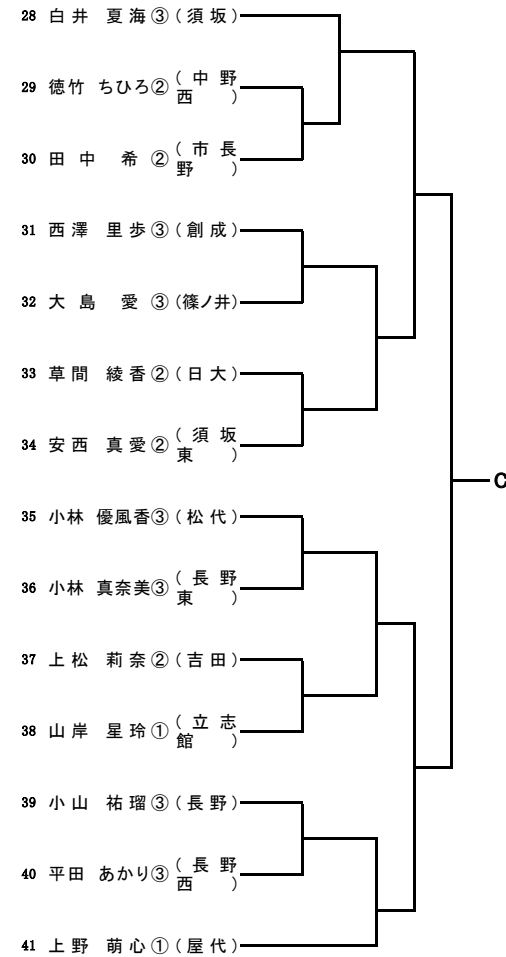 28 白井 夏海③(須坂)
29 徳竹 ちひろ②(中野西)
30 田中 希②(市長野)
31 西澤 里歩③(創成)
32 大島 愛③(篠ノ井)
33 草間 綾香②(日大)
34 安西 真愛②(須坂東)
35 小林 優風香③(松代)
36 小林 真奈美③(長野東)
37 上松 莉奈②(吉田)
38 山岸 星玲①(立志館)
39 小山 祐瑠③(長野)
40 平田 あかり③(長野西)
41 上野 萌心①(屋代)
C